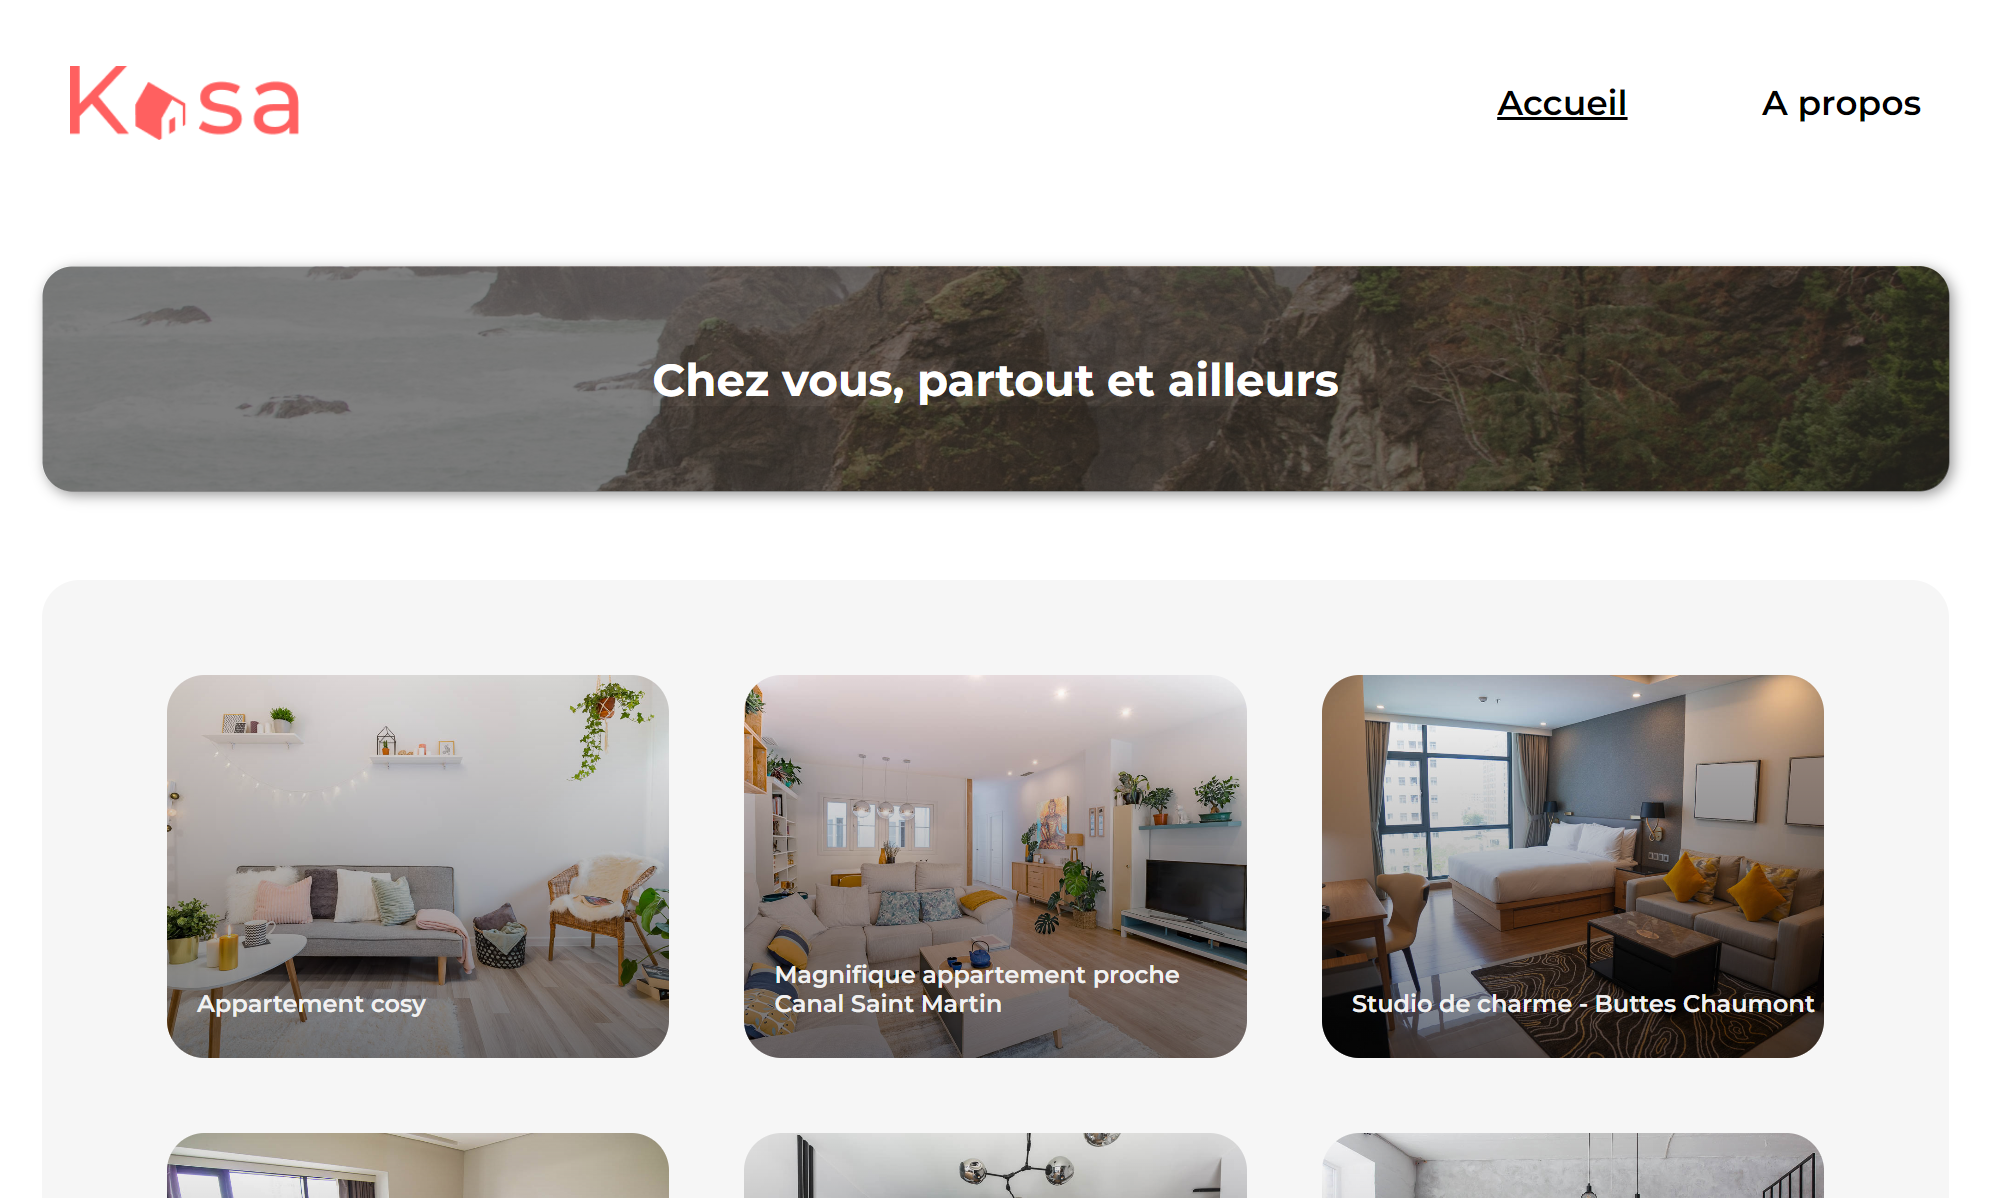 Kasa
Accueil
A propos
Chez vous, partout et ailleurs
Appartement cosy
Magnifique appartement proche
Canal Saint Martin
Studio de charme - Buttes Chaumont